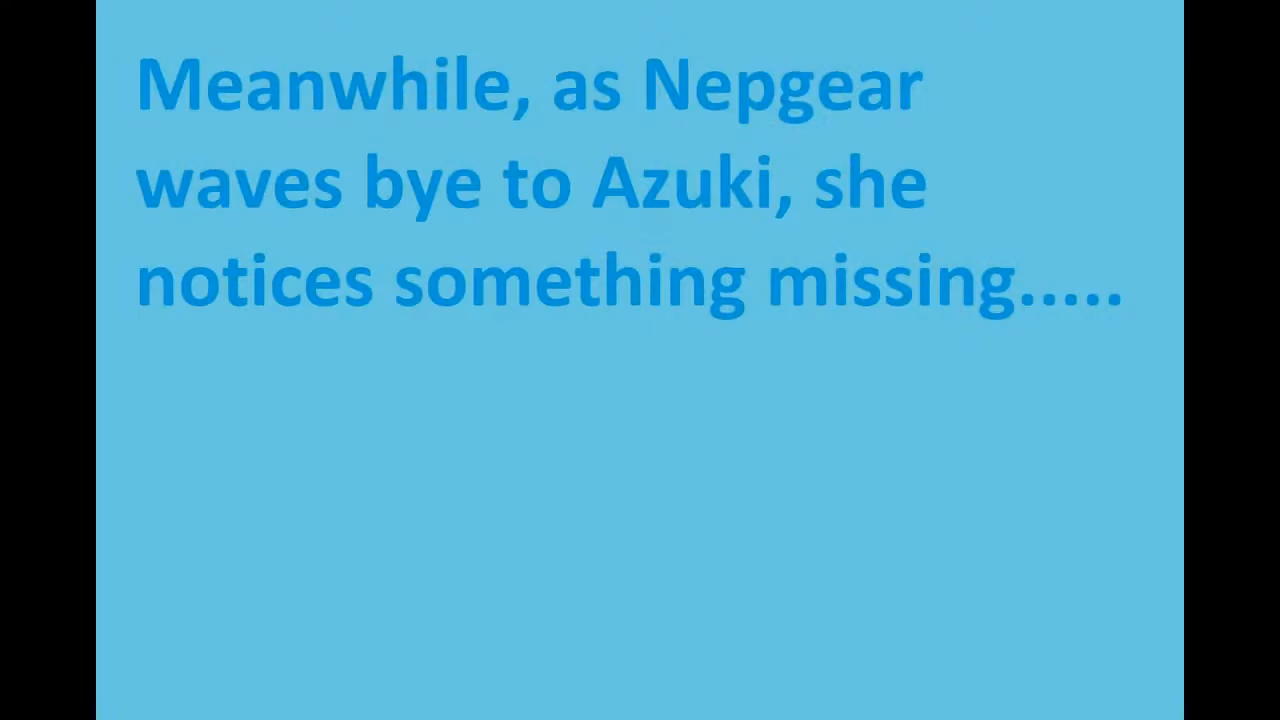 Meanwhile, as Nepgear
waves bye to Azuki, she
notices something missing.....